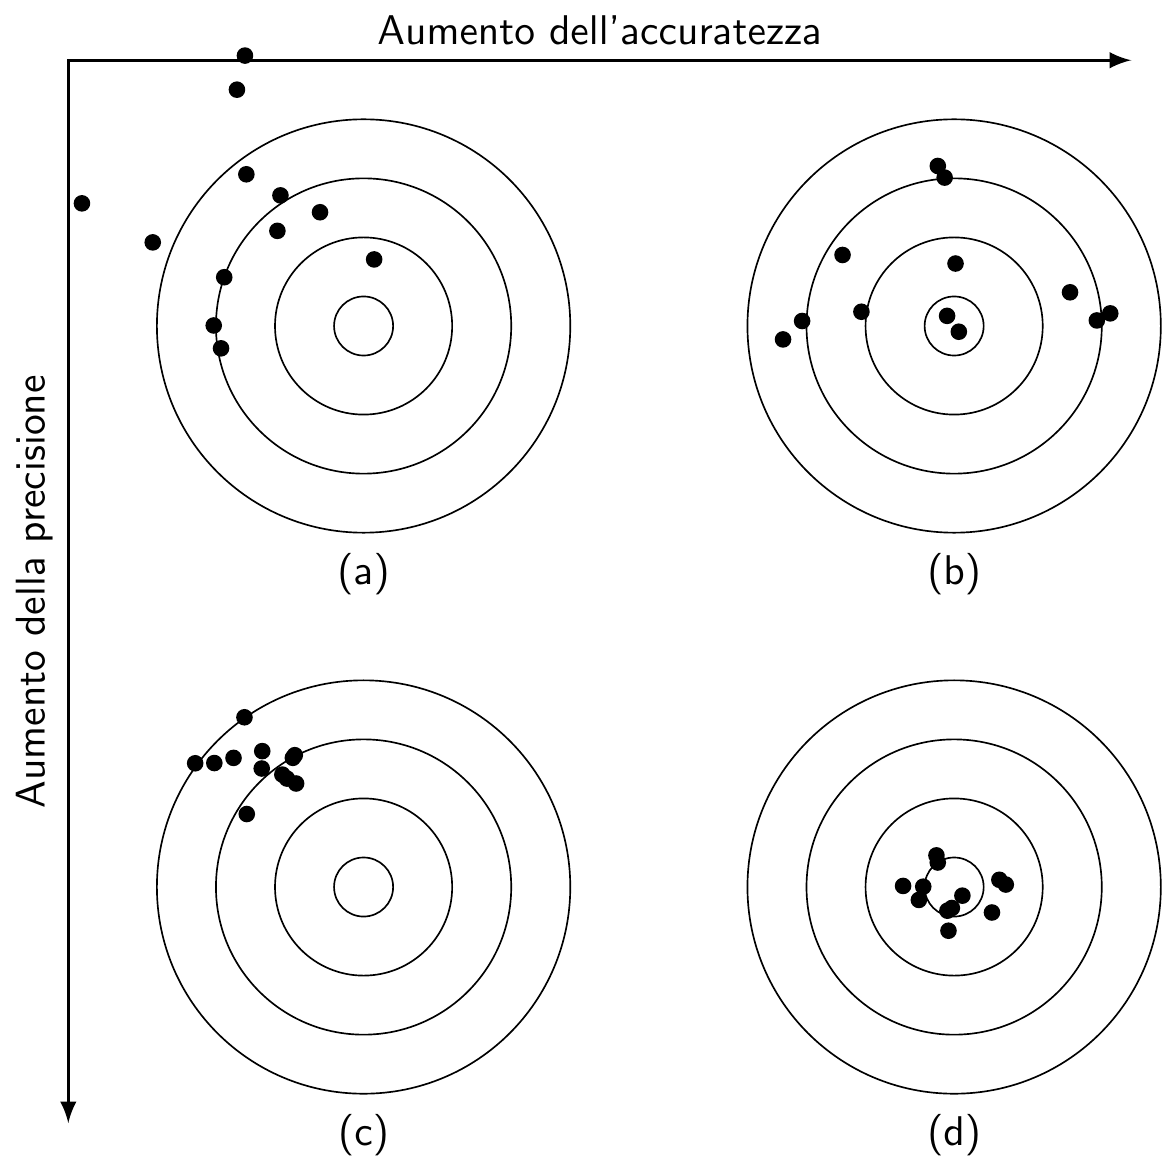 Aumento dell'accuratezza
Aumento della precisione
(a)
(b)
(c)
(d)